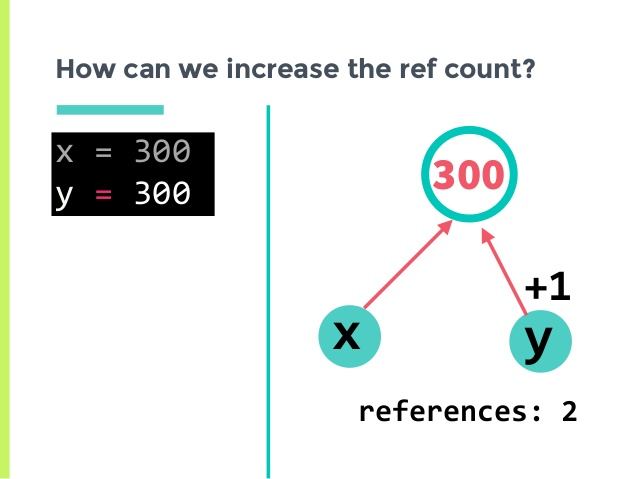 How can we increase the ref count?
x = 300
y = 300
300
+1
x
y
references: 2